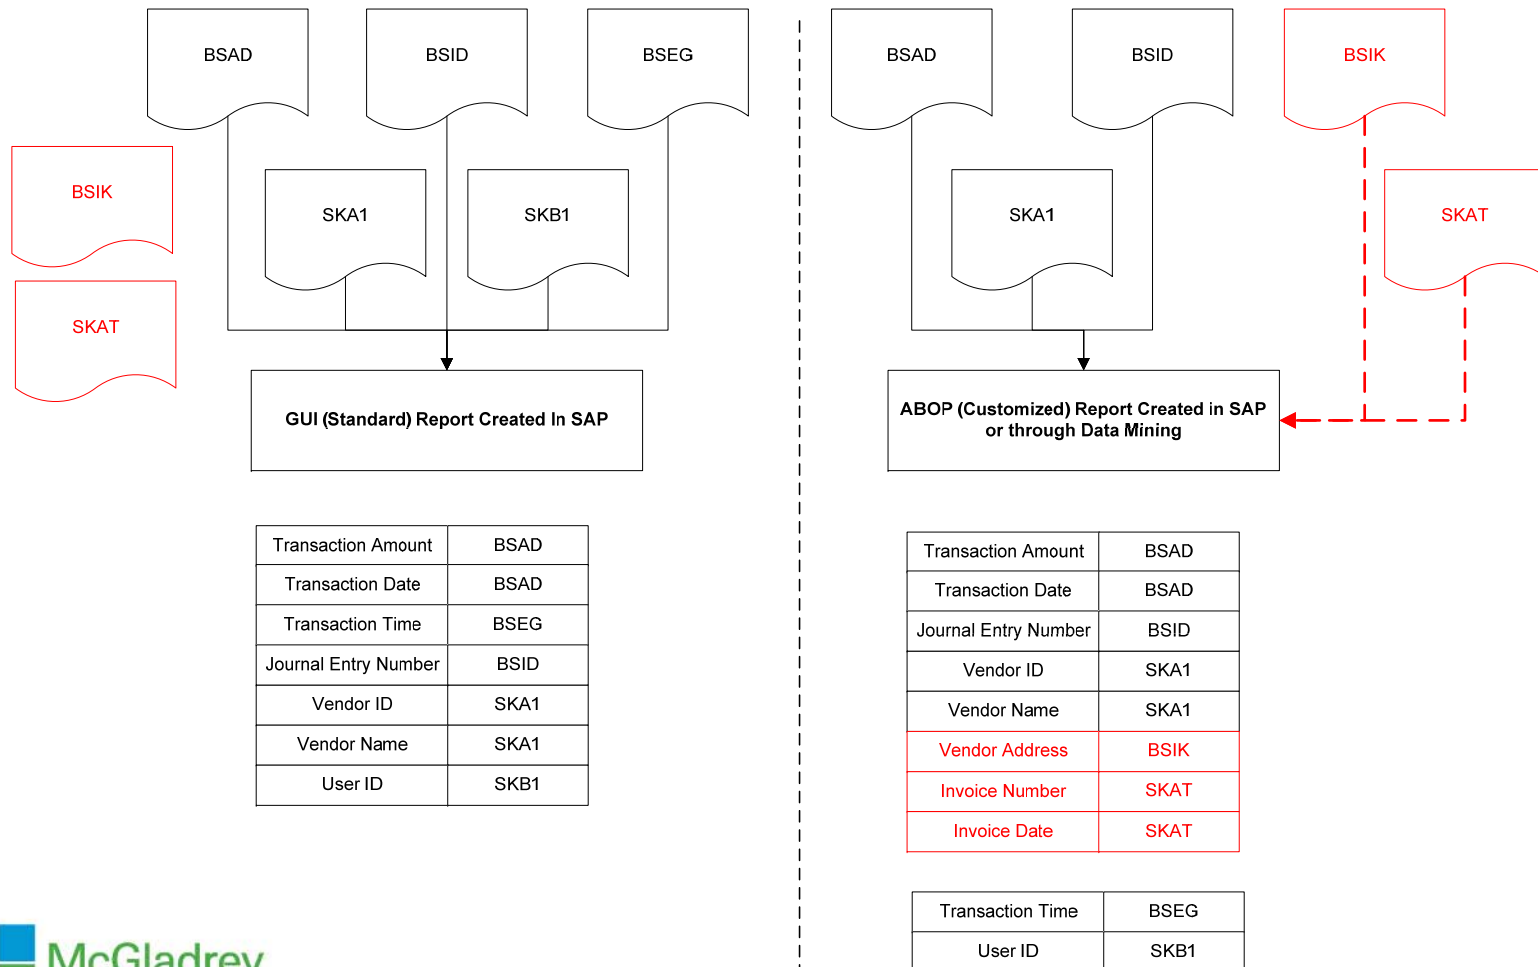 BSAD
BSID
BSEG
BSIK
SKA1
SKB1
SKAT
GUI (Standard) Report Created In SAP
Transaction Amount BSAD
Transaction Date BSAD
Transaction Time BSEG
Journal Entry Number BSID
Vendor ID SKA1
Vendor Name SKA1
User ID SKB1
McGladrey
BSAD
BSID
BSIK
SKA1
SKAT
ABOP (Customized) Report Created in SAP
or through Data Mining
Transaction Amount BSAD
Transaction Date BSAD
Journal Entry Number BSID
Vendor ID SKA1
Vendor Name SKA1
Vendor Address BSIK
Invoice Number SKAT
Invoice Date SKAT
Transaction Time BSEG
User ID SKB1